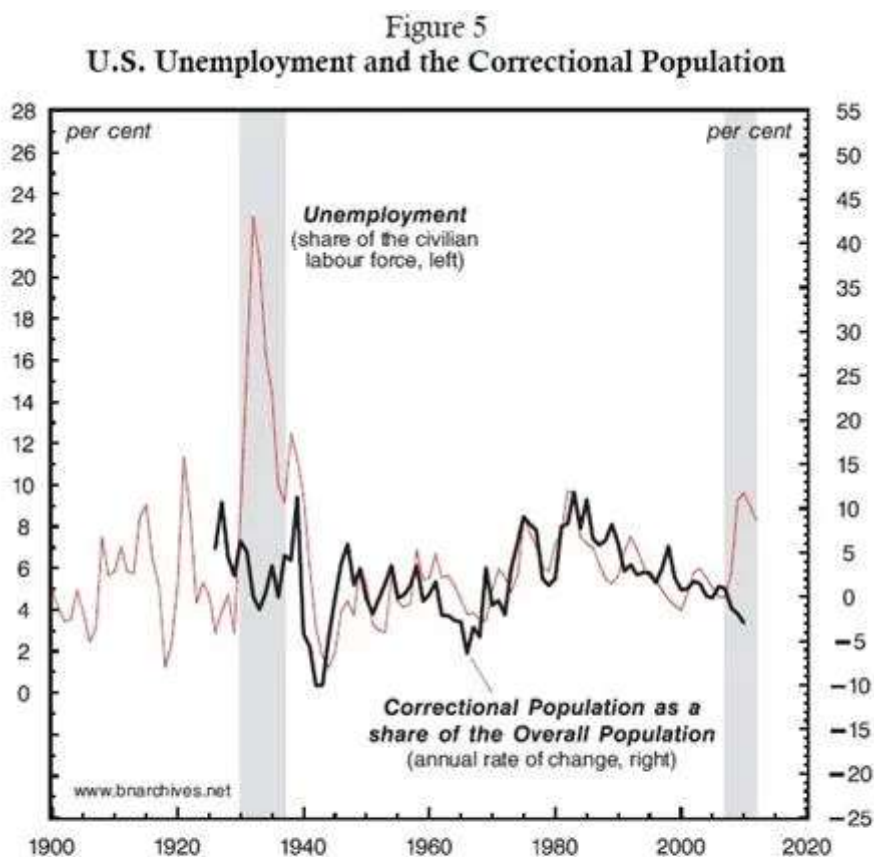 Figure 5
U.S. Unemployment and the Correctional Population
28
26
24
22
20
18
16
14
12
10
8
6
4
2
0
per cent
per cent
55
50
45
40
35
30
25
20
15
10
5
0
−5
−10
−15
−20
−25
Unemployment
(share of the civilian
labour force, left)
Correctional Population as a
share of the Overall Population
(annual rate of change, right)
www.bnarchives.net
1900 1920 1940 1960 1980 2000 2020